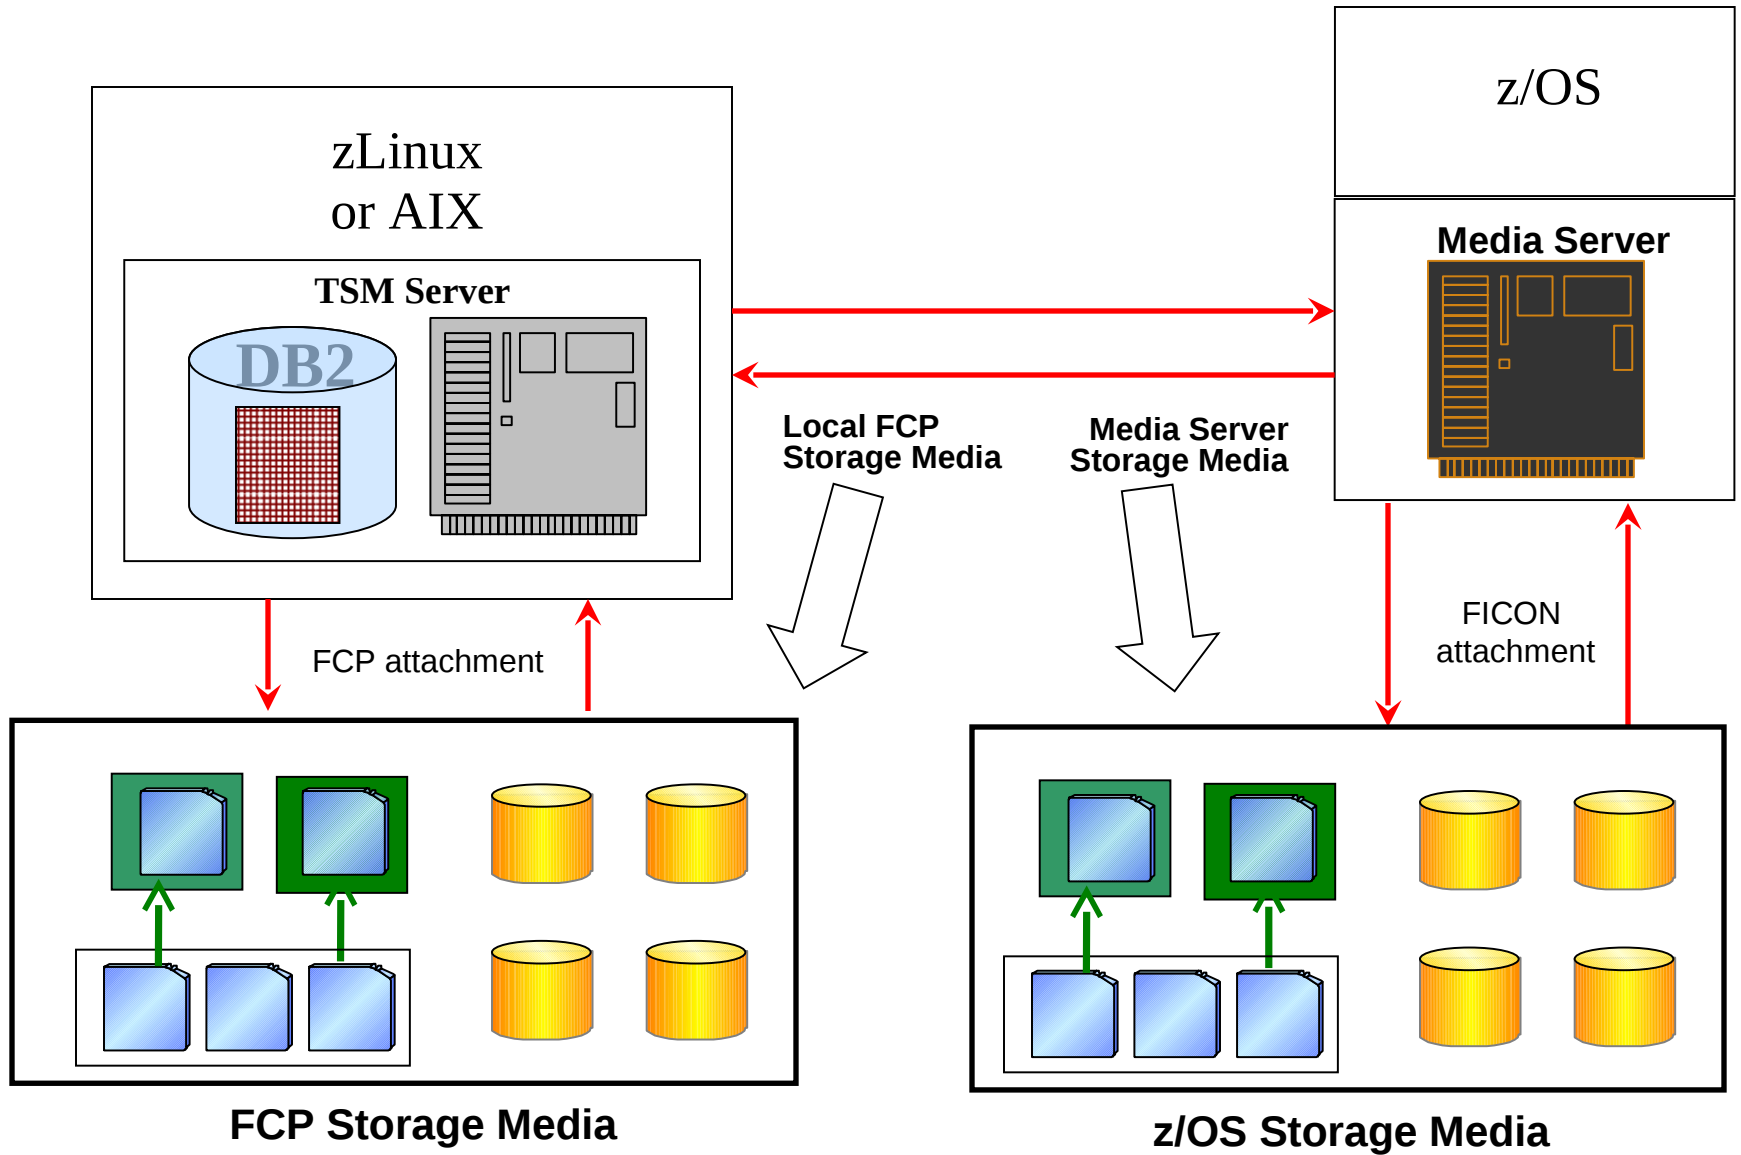 z/OS
zLinux
or AIX
Media Server
TSM Server
DB2
Local FCP
Storage Media
Media Server
Storage Media
FCP attachment
FICON
attachment
FCP Storage Media
z/OS Storage Media